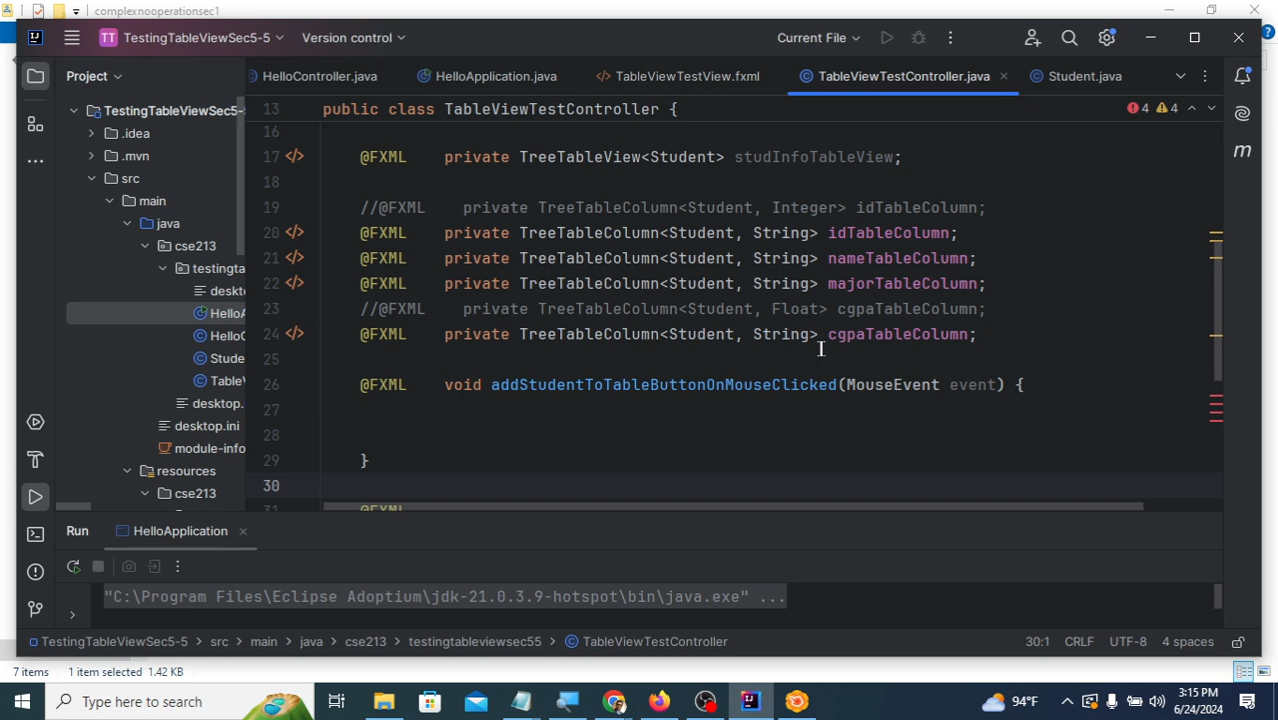 complexnooperationsec1
TT TestingTableViewSec5-5 Version control Current File
Project HelloController.java HelloApplication.java TableViewTestView.fxml TableViewTestController.java Student.java
TestingTableViewSec5-
.idea
.mvn
src
main
java
cse213
testingta
deskt
HelloA
HelloC
Stude
TableV
desktop.
desktop.ini
module-info
resources
cse213
13 public class TableViewTestController { 4 4
16
17 @FXML private TreeTableView<Student> studInfoTableView;
18
19 //@FXML private TreeTableColumn<Student, Integer> idTableColumn;
20 @FXML private TreeTableColumn<Student, String> idTableColumn;
21 @FXML private TreeTableColumn<Student, String> nameTableColumn;
22 @FXML private TreeTableColumn<Student, String> majorTableColumn;
23 //@FXML private TreeTableColumn<Student, Float> cgpaTableColumn;
24 @FXML private TreeTableColumn<Student, String> cgpaTableColumn;
25
26 @FXML void addStudentToTableButtonOnMouseClicked(MouseEvent event) {
27
28
29 }
30
31 @FXML
m
Run HelloApplication
"C:\Program Files\Eclipse Adoptium\jdk-21.0.3.9-hotspot\bin\java.exe" ...
TestingTableViewSec5-5 > src > main > java > cse213 > testingtableviewsec55 > TableViewTestController 30:1 CRLF UTF-8 4 spaces
7 items 1 item selected 1.42 KB
Type here to search 94°F 3:15 PM
6/24/2024